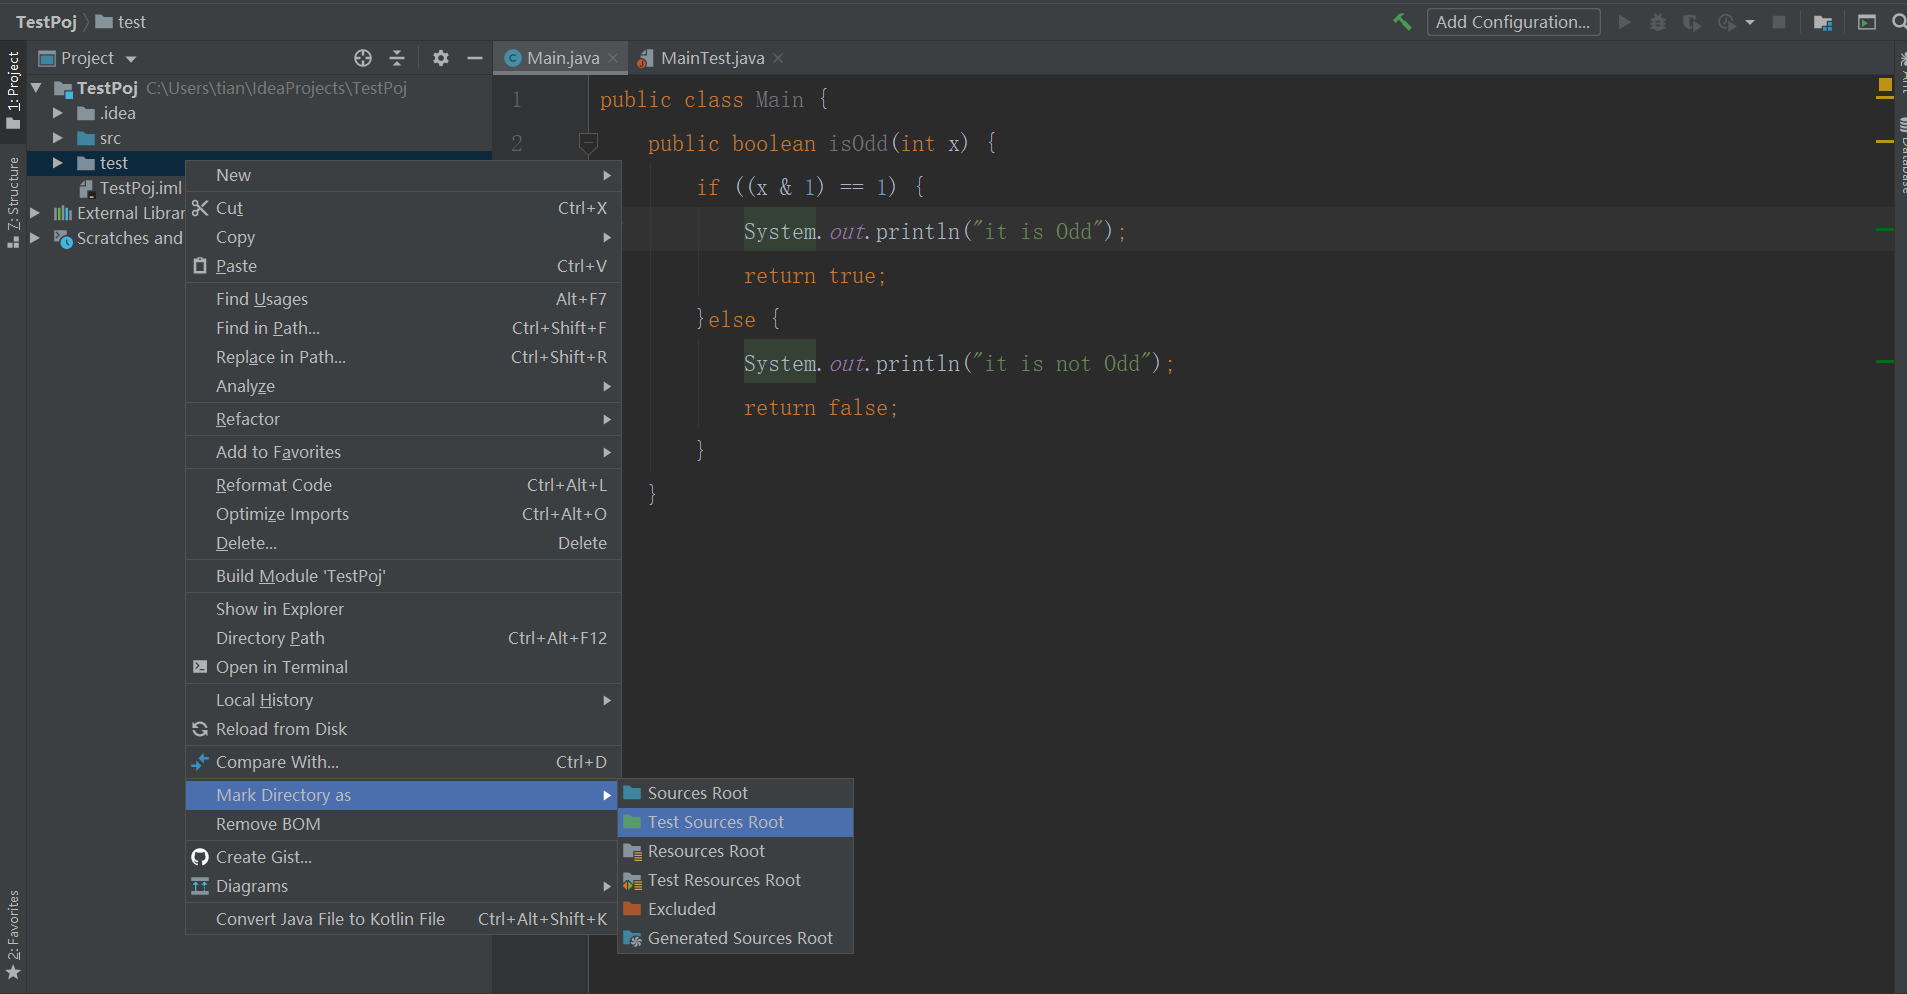 TestPoj test
Add Configuration...
1: Project
7: Structure
2: Favorites
Project
TestPoj C:\Users\tian\IdeaProjects\TestPoj
.idea
src
test
TestPoj.iml
External Librar
Scratches and
Main.java
MainTest.java
1 public class Main {
2 public boolean isOdd(int x) {
if ((x & 1) == 1) {
System.out.println("it is Odd");
return true;
}else {
System.out.println("it is not Odd");
return false;
}
}
New
Cut Ctrl+X
Copy
Paste Ctrl+V
Find Usages Alt+F7
Find in Path... Ctrl+Shift+F
Replace in Path... Ctrl+Shift+R
Analyze
Refactor
Add to Favorites
Reformat Code Ctrl+Alt+L
Optimize Imports Ctrl+Alt+O
Delete... Delete
Build Module 'TestPoj'
Show in Explorer
Directory Path Ctrl+Alt+F12
Open in Terminal
Local History
Reload from Disk
Compare With... Ctrl+D
Mark Directory as
Remove BOM
Create Gist...
Diagrams
Convert Java File to Kotlin File Ctrl+Alt+Shift+K
Sources Root
Test Sources Root
Resources Root
Test Resources Root
Excluded
Generated Sources Root
Database